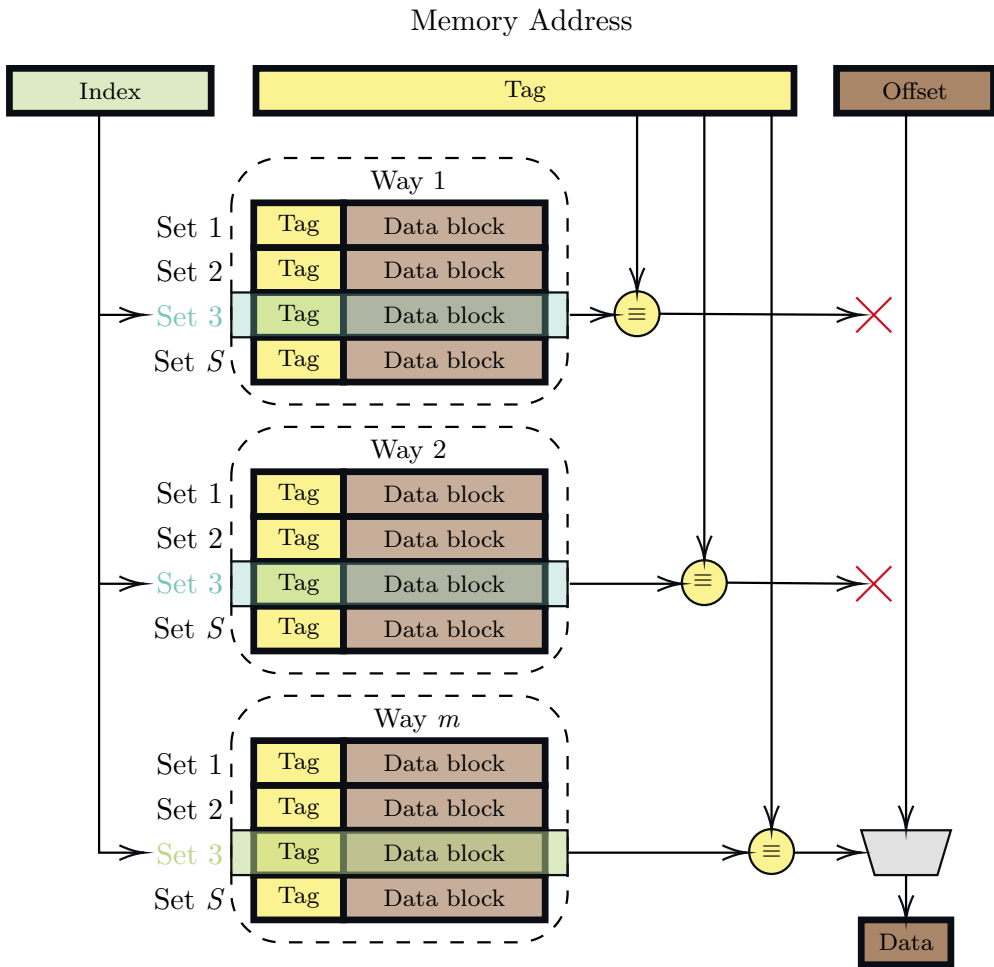 Memory Address
Index Tag Offset
Way 1
Set 1 Tag Data block
Set 2 Tag Data block
Set 3 Tag Data block ≡
Set S Tag Data block
Way 2
Set 1 Tag Data block
Set 2 Tag Data block
Set 3 Tag Data block ≡
Set S Tag Data block
Way m
Set 1 Tag Data block
Set 2 Tag Data block
Set 3 Tag Data block ≡
Set S Tag Data block
Data